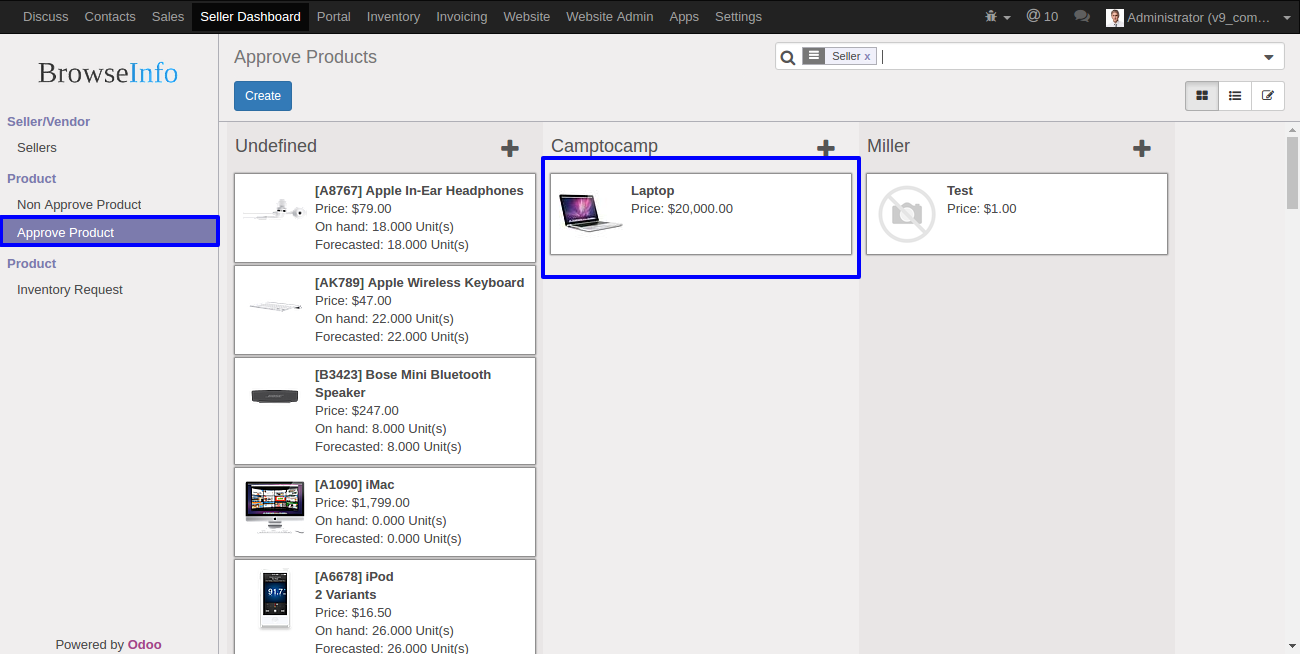 Discuss Contacts Sales Seller Dashboard Portal Inventory Invoicing Website Website Admin Apps Settings @ 10 Administrator (v9_com…
BrowseInfo
Seller/Vendor
Sellers
Product
Non Approve Product
Approve Product
Product
Inventory Request
Powered by Odoo
Approve Products
Seller x
Create
Undefined
[A8767] Apple In-Ear Headphones
Price: $79.00
On hand: 18.000 Unit(s)
Forecasted: 18.000 Unit(s)
[AK789] Apple Wireless Keyboard
Price: $47.00
On hand: 22.000 Unit(s)
Forecasted: 22.000 Unit(s)
[B3423] Bose Mini Bluetooth
Speaker
Price: $247.00
On hand: 8.000 Unit(s)
Forecasted: 8.000 Unit(s)
[A1090] iMac
Price: $1,799.00
On hand: 0.000 Unit(s)
Forecasted: 0.000 Unit(s)
91.7
[A6678] iPod
2 Variants
Price: $16.50
On hand: 26.000 Unit(s)
Forecasted: 26.000 Unit(s)
Camptocamp
Laptop
Price: $20,000.00
Miller
Test
Price: $1.00